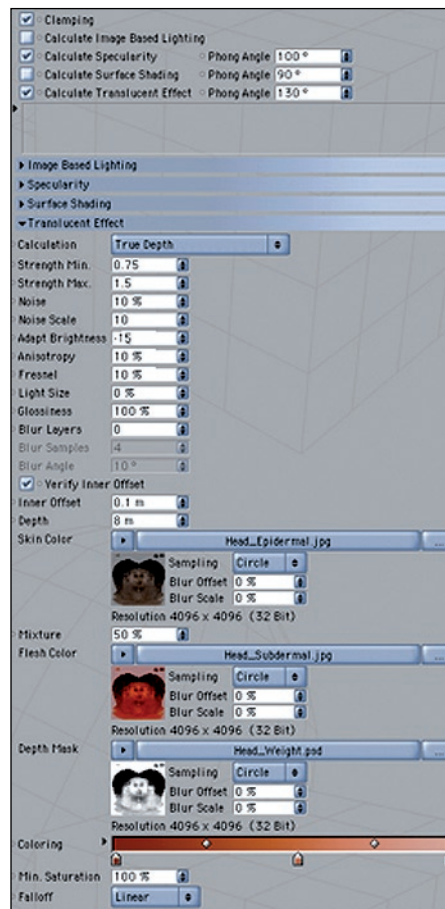 Clamping
Calculate Image Based Lighting
Calculate Specularity Phong Angle 100 °
Calculate Surface Shading Phong Angle 90 °
Calculate Translucent Effect Phong Angle 130 °
Image Based Lighting
Specularity
Surface Shading
Translucent Effect
Calculation True Depth
Strength Min. 0.75
Strength Max. 1.5
Noise 10 %
Noise Scale 10
Adapt Brightness -15
Anisotropy 10 %
Fresnel 10 %
Light Size 0 %
Glossiness 100 %
Blur Layers 0
Blur Samples 4
Blur Angle 10 °
Verify Inner Offset
Inner Offset 0.1 m
Depth 8 m
Skin Color Head_Epidermal.jpg ...
Sampling Circle
Blur Offset 0 %
Blur Scale 0 %
Resolution 4096 x 4096 (32 Bit)
Mixture 50 %
Flesh Color Head_Subdermal.jpg ...
Sampling Circle
Blur Offset 0 %
Blur Scale 0 %
Resolution 4096 x 4096 (32 Bit)
Depth Mask Head_Weight.psd ...
Sampling Circle
Blur Offset 0 %
Blur Scale 0 %
Resolution 4096 x 4096 (32 Bit)
Coloring
Min. Saturation 100 %
Falloff Linear